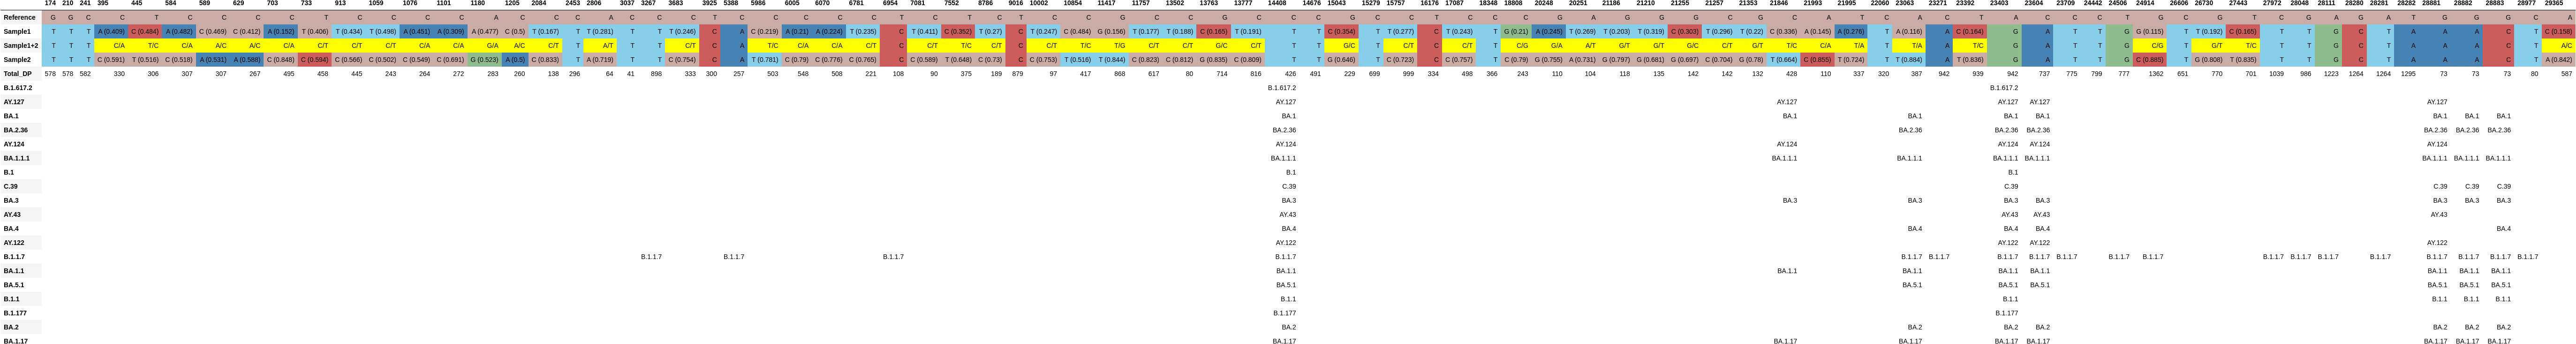 174 210 241 395 445 584 589 629 703 733 913 1059 1076 1101 1180 1205 2084 2453 2806 3037 3267 3683 3925 5388 5986 6005 6070 6781 6954 7081 7552 8786 9016 10002 10854 11417 11757 13502 13763 13777 14408 14676 15043 15279 15757 16176 17087 18348 18808 20248 20251 21186 21210 21255 21257 21353 21846 21993 21995 22060 23063 23271 23392 23403 23604 23709 24442 24506 24914 26606 26730 27443 27972 28048 28111 28280 28281 28282 28881 28882 28883 28977 29365
Reference G G C C T C C C C C T C C C C A C C A C C C T C C C C C T C T C T C C G C C G C C C C C C T C C C G A G G G C G C A T C A C T A C C C T G C G T C G A G A T G G G C A
Sample1 T T T A (0.409) C (0.484) A (0.482) C (0.469) C (0.412) A (0.152) T (0.406) T (0.434) T (0.498) A (0.451) A (0.309) A (0.477) C (0.5) T (0.167) T T (0.281) T T T (0.246) C A C (0.219) A (0.21) A (0.224) T (0.235) C T (0.411) C (0.352) T (0.27) C T (0.247) C (0.484) G (0.156) T (0.177) T (0.188) C (0.165) T (0.191) T T C (0.354) T T (0.277) C T (0.243) T G (0.21) A (0.245) T (0.269) T (0.203) T (0.319) C (0.303) T (0.296) T (0.22) C (0.336) A (0.145) A (0.276) T A (0.116) A C (0.164) G A T T G G (0.115) T T (0.192) C (0.165) T T G C T A A A C T C (0.158)
Sample1+2 T T T C/A T/C C/A A/C A/C C/A C/T C/T C/T C/A C/A G/A A/C C/T T A/T T T C/T C A T/C C/A C/A C/T C C/T T/C C/T C C/T T/C T/G C/T C/T G/C C/T T T G/C T C/T C C/T T C/G G/A A/T G/T G/T G/C C/T G/T T/C C/A T/A T T/A A T/C G A T T G C/G T G/T T/C T T G C T A A A C T A/C
Sample2 T T T C (0.591) T (0.516) C (0.518) A (0.531) A (0.588) C (0.848) C (0.594) C (0.566) C (0.502) C (0.549) C (0.691) G (0.523) A (0.5) C (0.833) T A (0.719) T T C (0.754) C A T (0.781) C (0.79) C (0.776) C (0.765) C C (0.589) T (0.648) C (0.73) C C (0.753) T (0.516) T (0.844) C (0.823) C (0.812) G (0.835) C (0.809) T T G (0.646) T C (0.723) C C (0.757) T C (0.79) G (0.755) A (0.731) G (0.797) G (0.681) G (0.697) C (0.704) G (0.78) T (0.664) C (0.855) T (0.724) T T (0.884) A T (0.836) G A T T G C (0.885) T G (0.808) T (0.835) T T G C T A A A C T A (0.842)
Total_DP 578 578 582 330 306 307 307 267 495 458 445 243 264 272 283 260 138 296 64 41 898 333 300 257 503 548 508 221 108 90 375 189 879 97 417 868 617 80 714 816 426 491 229 699 999 334 498 366 243 110 104 118 135 142 142 132 428 110 337 320 387 942 939 942 737 775 799 777 1362 651 770 701 1039 986 1223 1264 1264 1295 73 73 73 80 587
B.1.617.2 B.1.617.2 B.1.617.2
AY.127 AY.127 AY.127 AY.127 AY.127 AY.127
BA.1 BA.1 BA.1 BA.1 BA.1 BA.1 BA.1 BA.1 BA.1
BA.2.36 BA.2.36 BA.2.36 BA.2.36 BA.2.36 BA.2.36 BA.2.36 BA.2.36
AY.124 AY.124 AY.124 AY.124 AY.124 AY.124
BA.1.1.1 BA.1.1.1 BA.1.1.1 BA.1.1.1 BA.1.1.1 BA.1.1.1 BA.1.1.1 BA.1.1.1 BA.1.1.1
B.1 B.1 B.1
C.39 C.39 C.39 C.39 C.39 C.39
BA.3 BA.3 BA.3 BA.3 BA.3 BA.3 BA.3 BA.3 BA.3
AY.43 AY.43 AY.43 AY.43 AY.43
BA.4 BA.4 BA.4 BA.4 BA.4 BA.4
AY.122 AY.122 AY.122 AY.122 AY.122
B.1.1.7 B.1.1.7 B.1.1.7 B.1.1.7 B.1.1.7 B.1.1.7 B.1.1.7 B.1.1.7 B.1.1.7 B.1.1.7 B.1.1.7 B.1.1.7 B.1.1.7 B.1.1.7 B.1.1.7 B.1.1.7 B.1.1.7 B.1.1.7 B.1.1.7 B.1.1.7
BA.1.1 BA.1.1 BA.1.1 BA.1.1 BA.1.1 BA.1.1 BA.1.1 BA.1.1 BA.1.1
BA.5.1 BA.5.1 BA.5.1 BA.5.1 BA.5.1 BA.5.1 BA.5.1 BA.5.1
B.1.1 B.1.1 B.1.1 B.1.1 B.1.1 B.1.1
B.1.177 B.1.177 B.1.177
BA.2 BA.2 BA.2 BA.2 BA.2 BA.2 BA.2 BA.2
BA.1.17 BA.1.17 BA.1.17 BA.1.17 BA.1.17 BA.1.17 BA.1.17 BA.1.17 BA.1.17